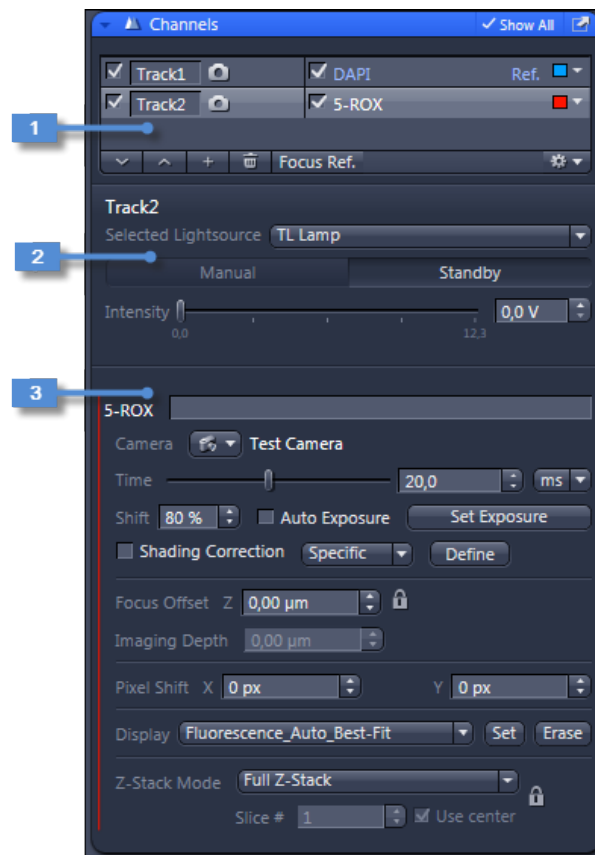 Channels Show All
Track1 DAPI Ref.
Track2 5-ROX
1
Focus Ref.
Track2
Selected Lightsource TL Lamp
2
Manual Standby
Intensity 0,0 V
0,0 12,3
3
5-ROX
Camera Test Camera
Time 20,0 ms
Shift 80 % Auto Exposure Set Exposure
Shading Correction Specific Define
Focus Offset Z 0,00 µm
Imaging Depth 0,00 µm
Pixel Shift X 0 px Y 0 px
Display Fluorescence_Auto_Best-Fit Set Erase
Z-Stack Mode Full Z-Stack
Slice # 1 Use center